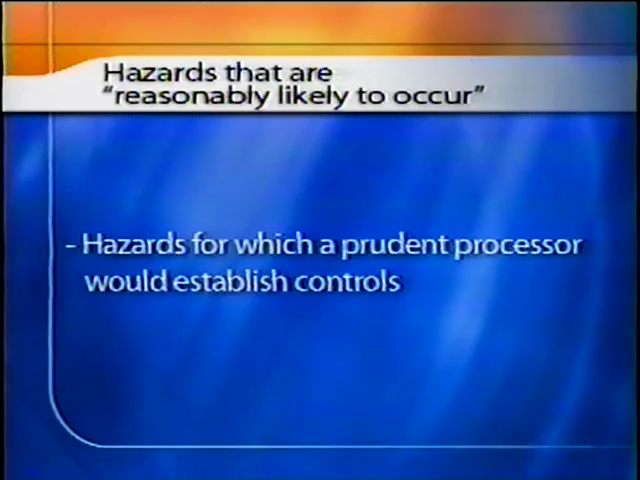 Hazards that are
“reasonably likely to occur”
- Hazards for which a prudent processor
would establish controls